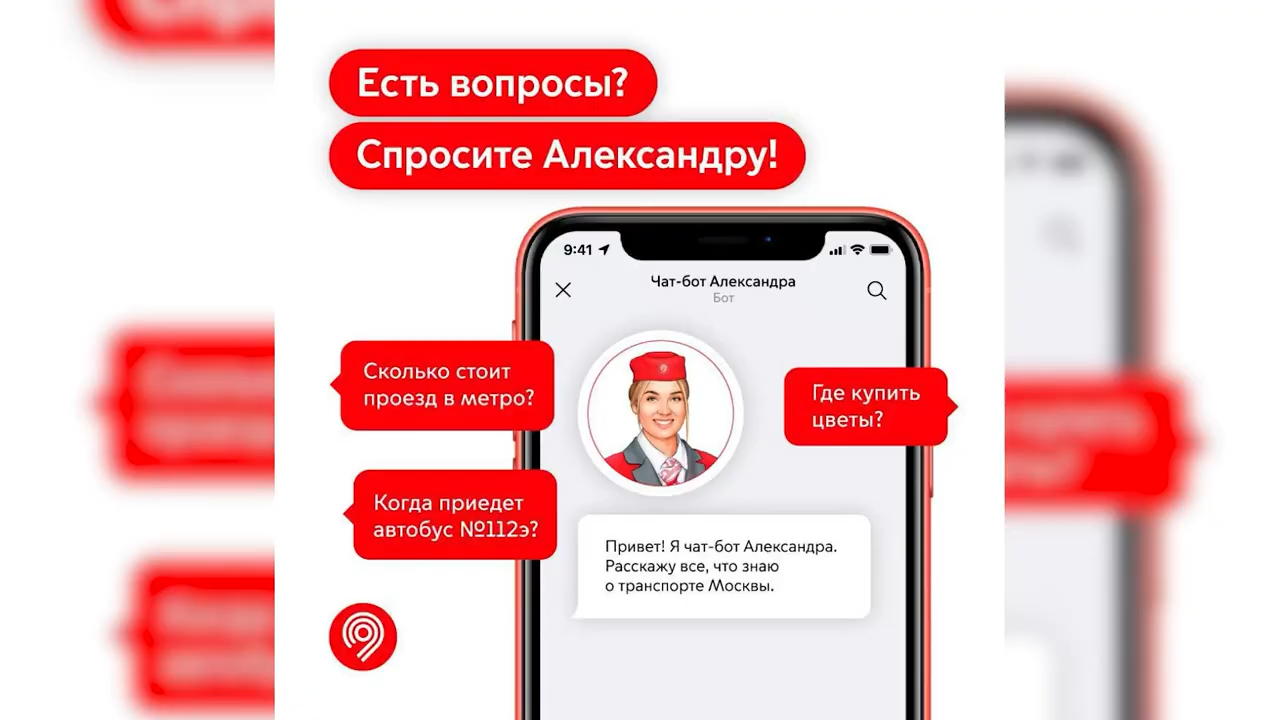 Есть вопросы?
Спросите Александру!
9:41
Чат-бот Александра
Бот
Сколько стоит
проезд в метро?
Где купить
цветы?
Когда приедет
автобус №112э?
Привет! Я чат-бот Александра.
Расскажу все, что знаю
о транспорте Москвы.